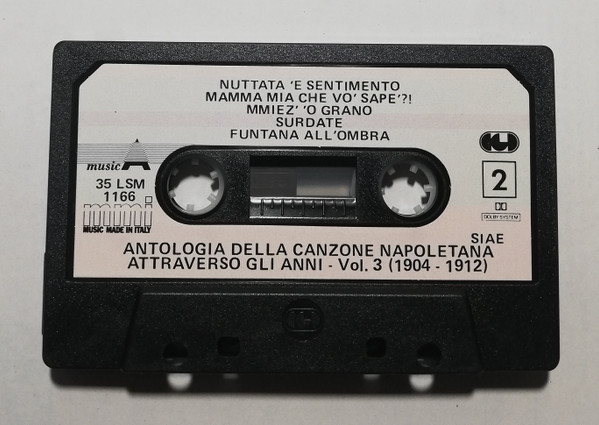 NUTTATA 'E SENTIMENTO
MAMMA MIA CHE VO' SAPE'?!
MMIEZ' 'O GRANO
SURDATE
FUNTANA ALL'OMBRA
music A
35 LSM
1166
MUSIC MADE IN ITALY
CGD
2
DOLBY SYSTEM
SIAE
ANTOLOGIA DELLA CANZONE NAPOLETANA
ATTRAVERSO GLI ANNI - Vol. 3 (1904 - 1912)